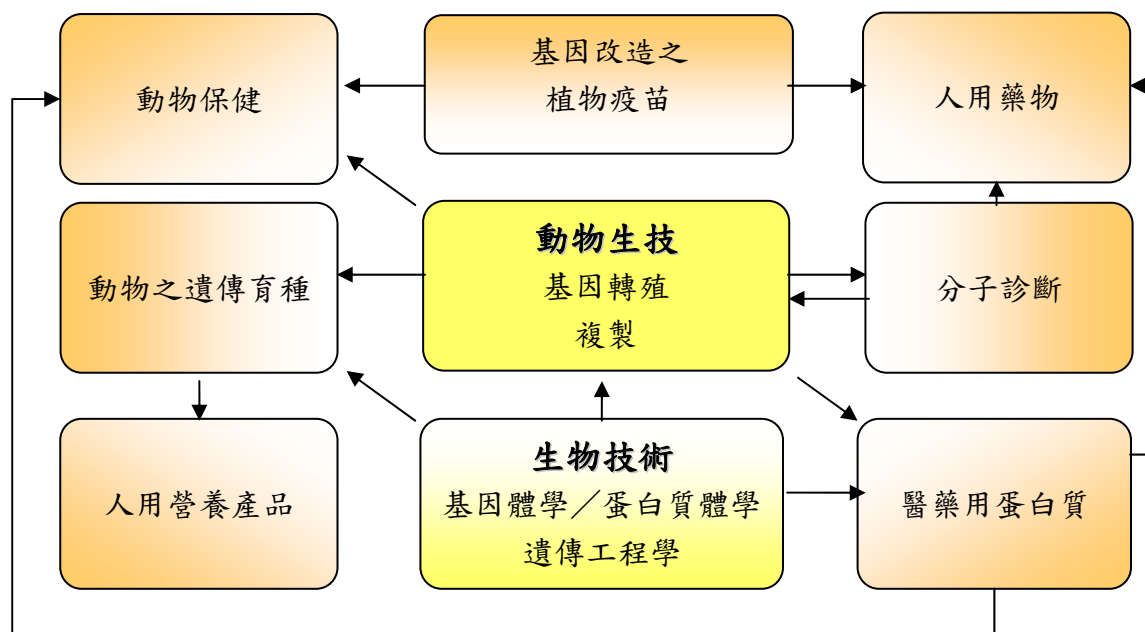 動物保健
基因改造之
植物疫苗
人用藥物
動物之遺傳育種
動物生技
基因轉殖
複製
分子診斷
人用營養產品
生物技術
基因體學／蛋白質體學
遺傳工程學
醫藥用蛋白質